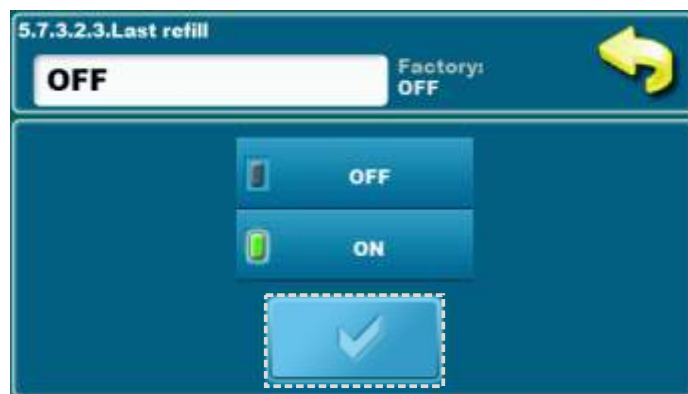 5.7.3.2.3.Last refill
OFF
Factory:
OFF
OFF
ON